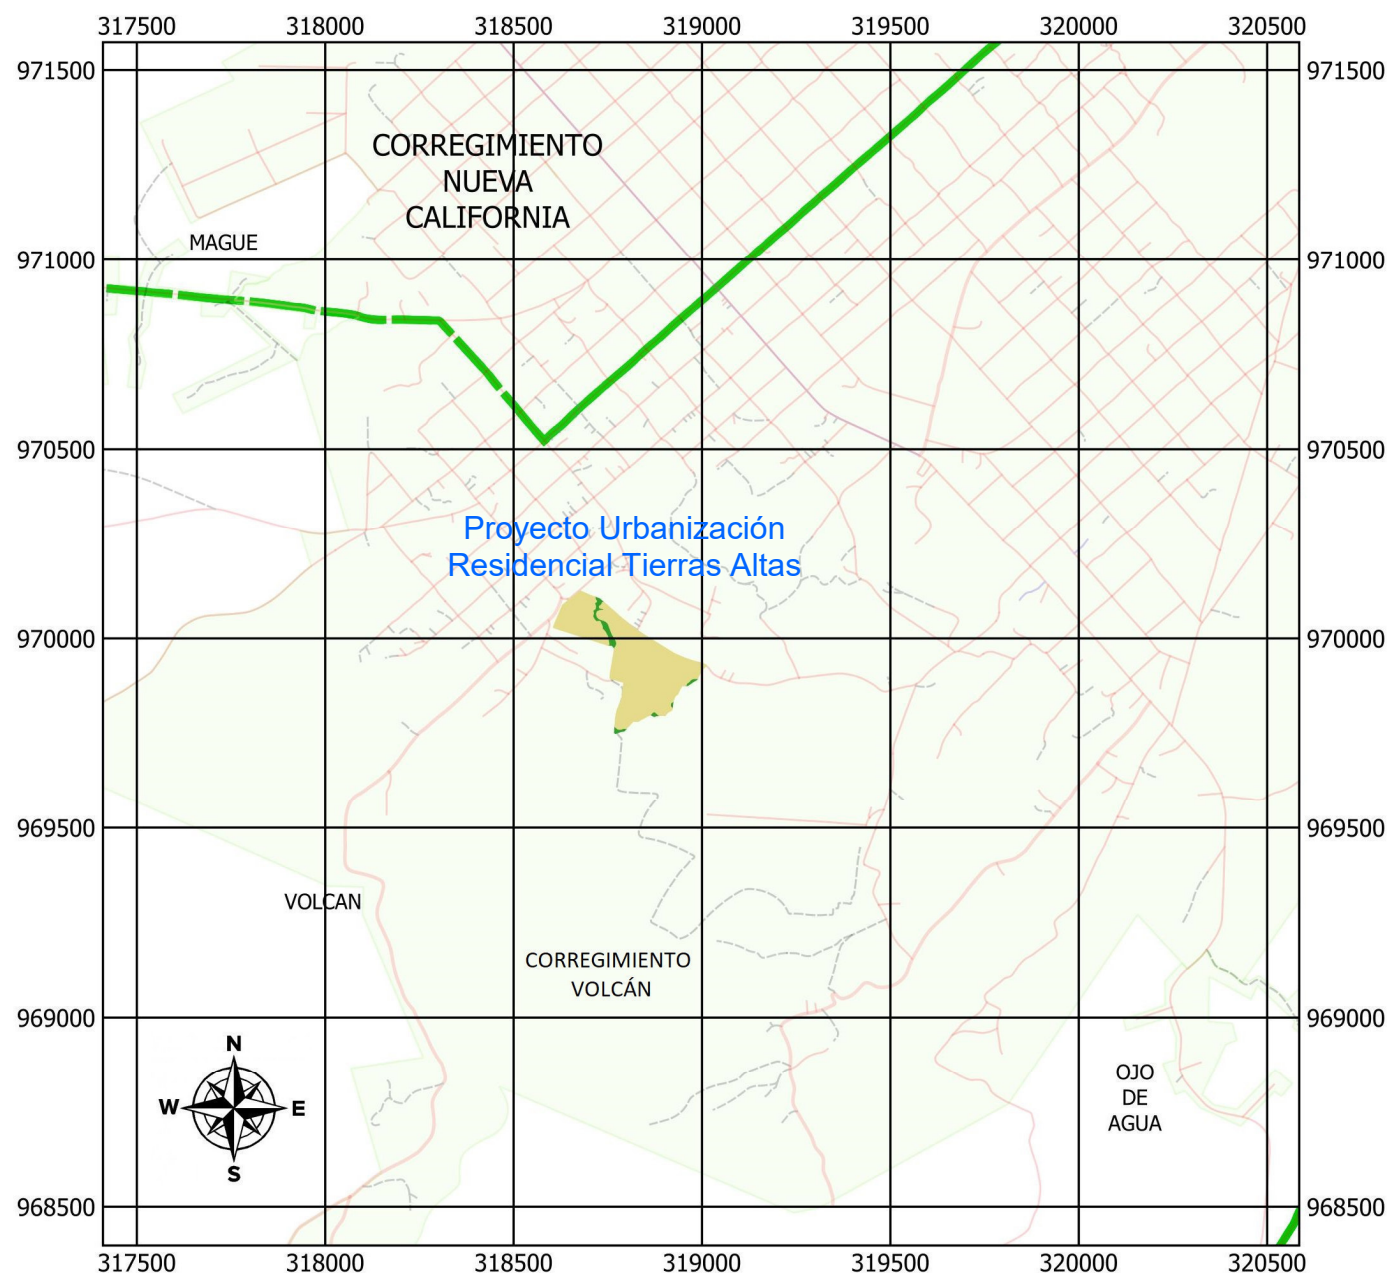 317500 318000 318500 319000 319500 320000 320500
971500 971500
CORREGIMIENTO
NUEVA
CALIFORNIA
MAGUE
971000 971000
970500 970500
Proyecto Urbanización
Residencial Tierras Altas
970000 970000
969500 969500
VOLCAN
CORREGIMIENTO
VOLCÁN
969000 969000
N
W E
S
OJO
DE
AGUA
968500 968500
317500 318000 318500 319000 319500 320000 320500